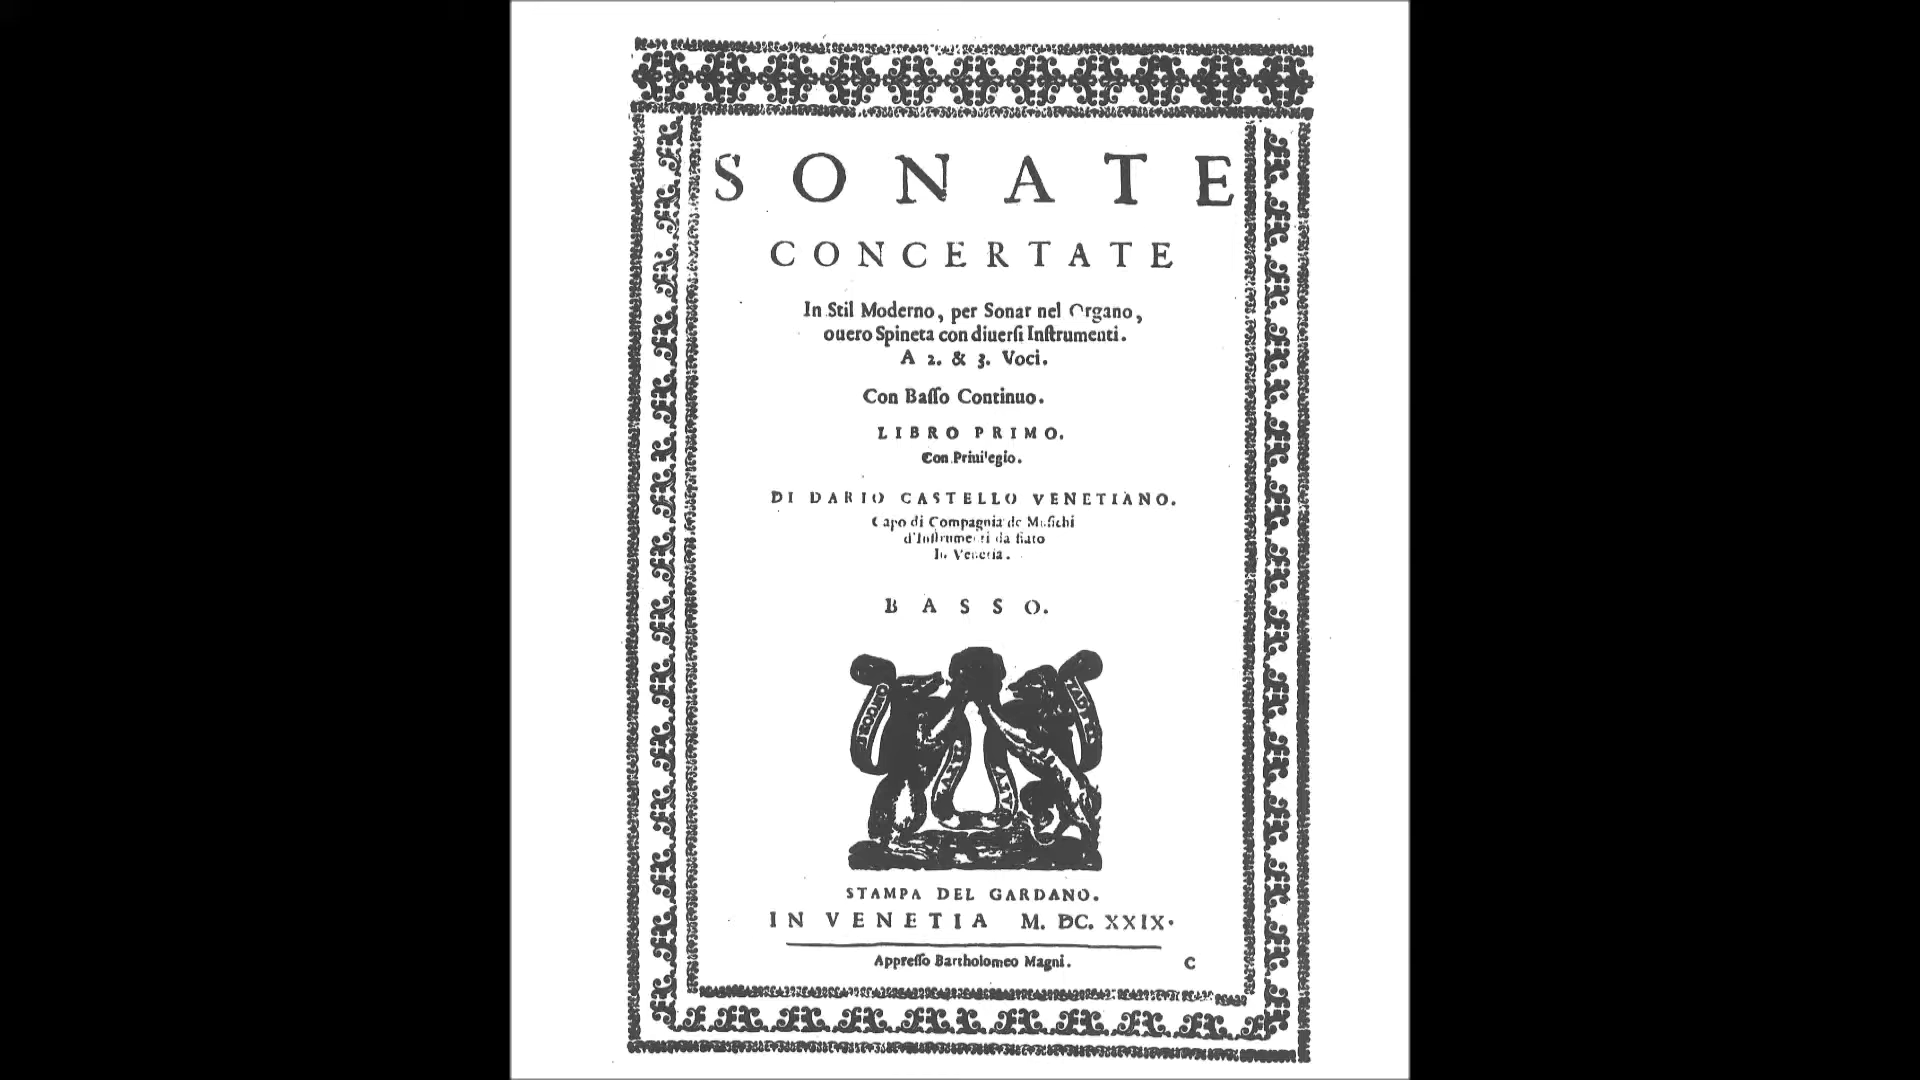 SONATE
CONCERTATE
In Stil Moderno, per Sonar nel Organo,
ouero Spineta con diuerſi Inſtrumenti.
A 2. & 3. Voci.
Con Baſſo Continuo.
LIBRO PRIMO.
Con Priuilegio.
DI DARIO CASTELLO VENETIANO.
Capo di Compagnia de Muſichi
d'Inſtrumenti da fiato
In Venetia.
BASSO.
STAMPA DEL GARDANO.
IN VENETIA M. DC. XXIX.
Appreſſo Bartholomeo Magni.
C